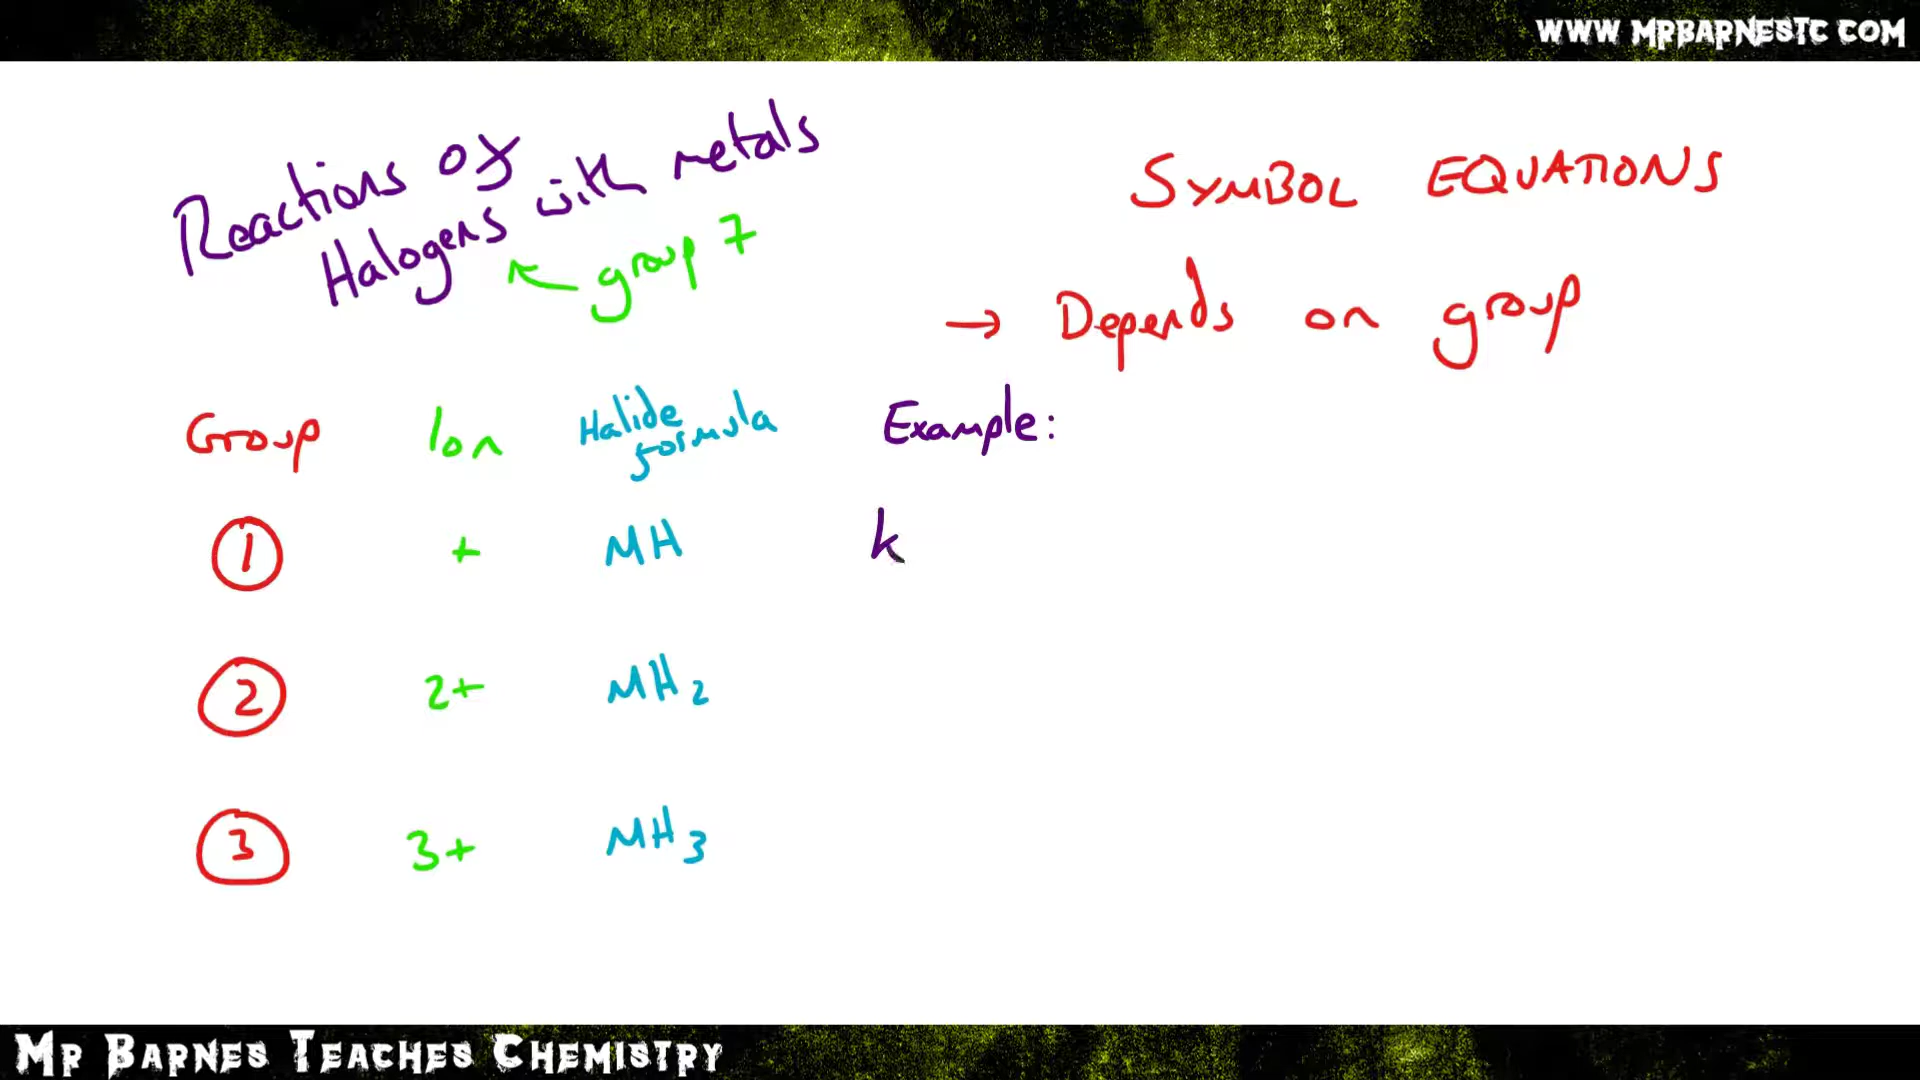 WWW MRBARNESTC COM
Reactions of
Halogens with metals
group 7
SYMBOL EQUATIONS
→ Depends on group
Group Ion Halide formula Example:
1 + MH k
2 2+ MH₂
3 3+ MH₃
MR BARNES TEACHES CHEMISTRY